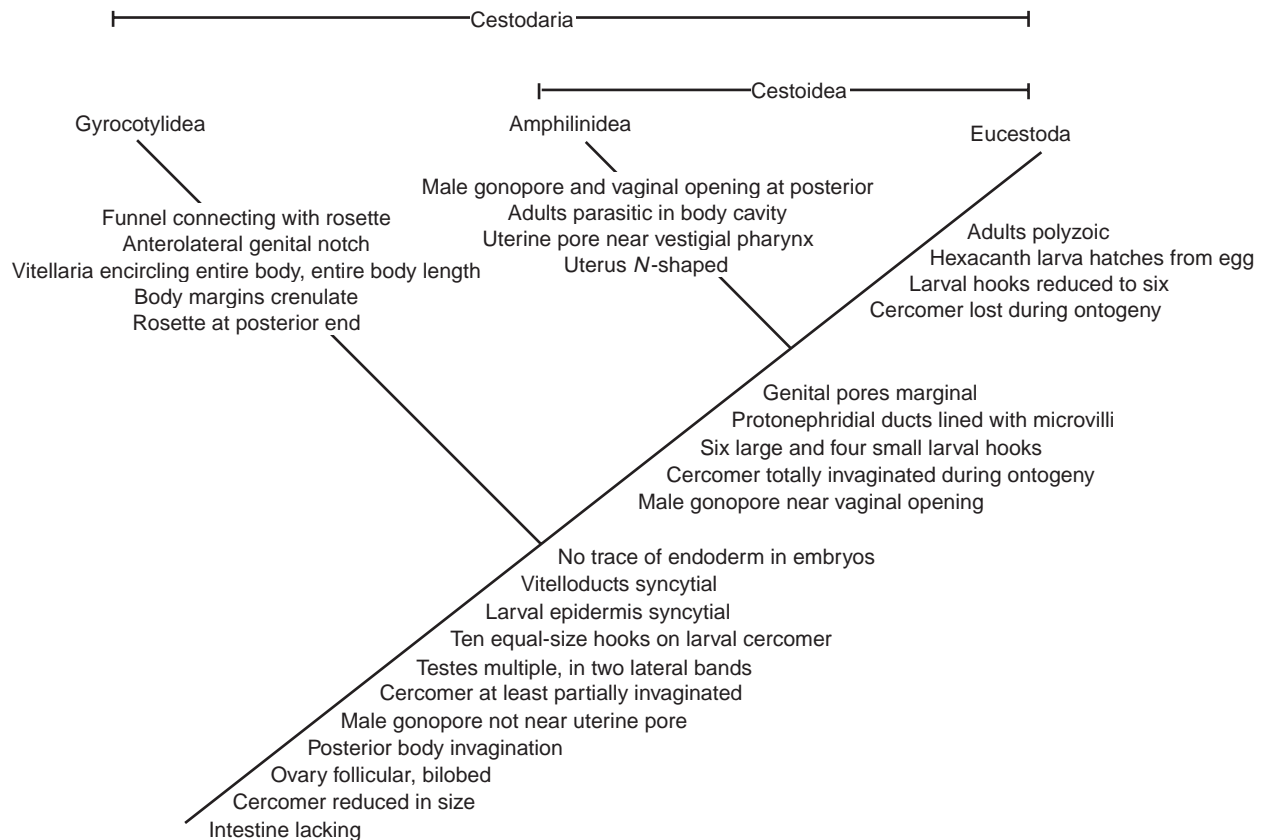 Cestodaria
Cestoidea
Gyrocotylidea
Amphilinidea
Eucestoda
Funnel connecting with rosette
Anterolateral genital notch
Vitellaria encircling entire body, entire body length
Body margins crenulate
Rosette at posterior end
Male gonopore and vaginal opening at posterior
Adults parasitic in body cavity
Uterine pore near vestigial pharynx
Uterus N-shaped
Adults polyzoic
Hexacanth larva hatches from egg
Larval hooks reduced to six
Cercomer lost during ontogeny
Genital pores marginal
Protonephridial ducts lined with microvilli
Six large and four small larval hooks
Cercomer totally invaginated during ontogeny
Male gonopore near vaginal opening
No trace of endoderm in embryos
Vitelloducts syncytial
Larval epidermis syncytial
Ten equal-size hooks on larval cercomer
Testes multiple, in two lateral bands
Cercomer at least partially invaginated
Male gonopore not near uterine pore
Posterior body invagination
Ovary follicular, bilobed
Cercomer reduced in size
Intestine lacking